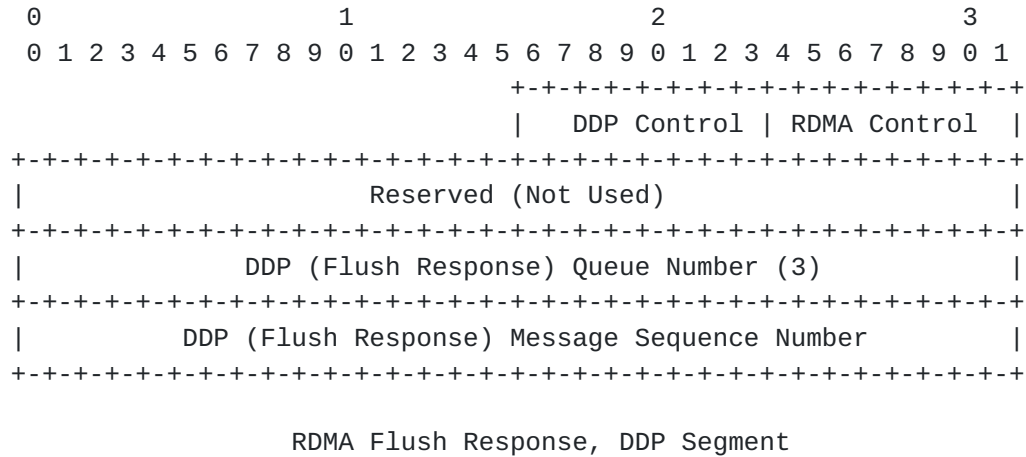 0                   1                   2                   3
 0 1 2 3 4 5 6 7 8 9 0 1 2 3 4 5 6 7 8 9 0 1 2 3 4 5 6 7 8 9 0 1
                                +-+-+-+-+-+-+-+-+-+-+-+-+-+-+-+-+
                                |   DDP Control | RDMA Control  |
+-+-+-+-+-+-+-+-+-+-+-+-+-+-+-+-+-+-+-+-+-+-+-+-+-+-+-+-+-+-+-+-+
|                      Reserved (Not Used)                      |
+-+-+-+-+-+-+-+-+-+-+-+-+-+-+-+-+-+-+-+-+-+-+-+-+-+-+-+-+-+-+-+-+
|              DDP (Flush Response) Queue Number (3)            |
+-+-+-+-+-+-+-+-+-+-+-+-+-+-+-+-+-+-+-+-+-+-+-+-+-+-+-+-+-+-+-+-+
|          DDP (Flush Response) Message Sequence Number         |
+-+-+-+-+-+-+-+-+-+-+-+-+-+-+-+-+-+-+-+-+-+-+-+-+-+-+-+-+-+-+-+-+
                 RDMA Flush Response, DDP Segment